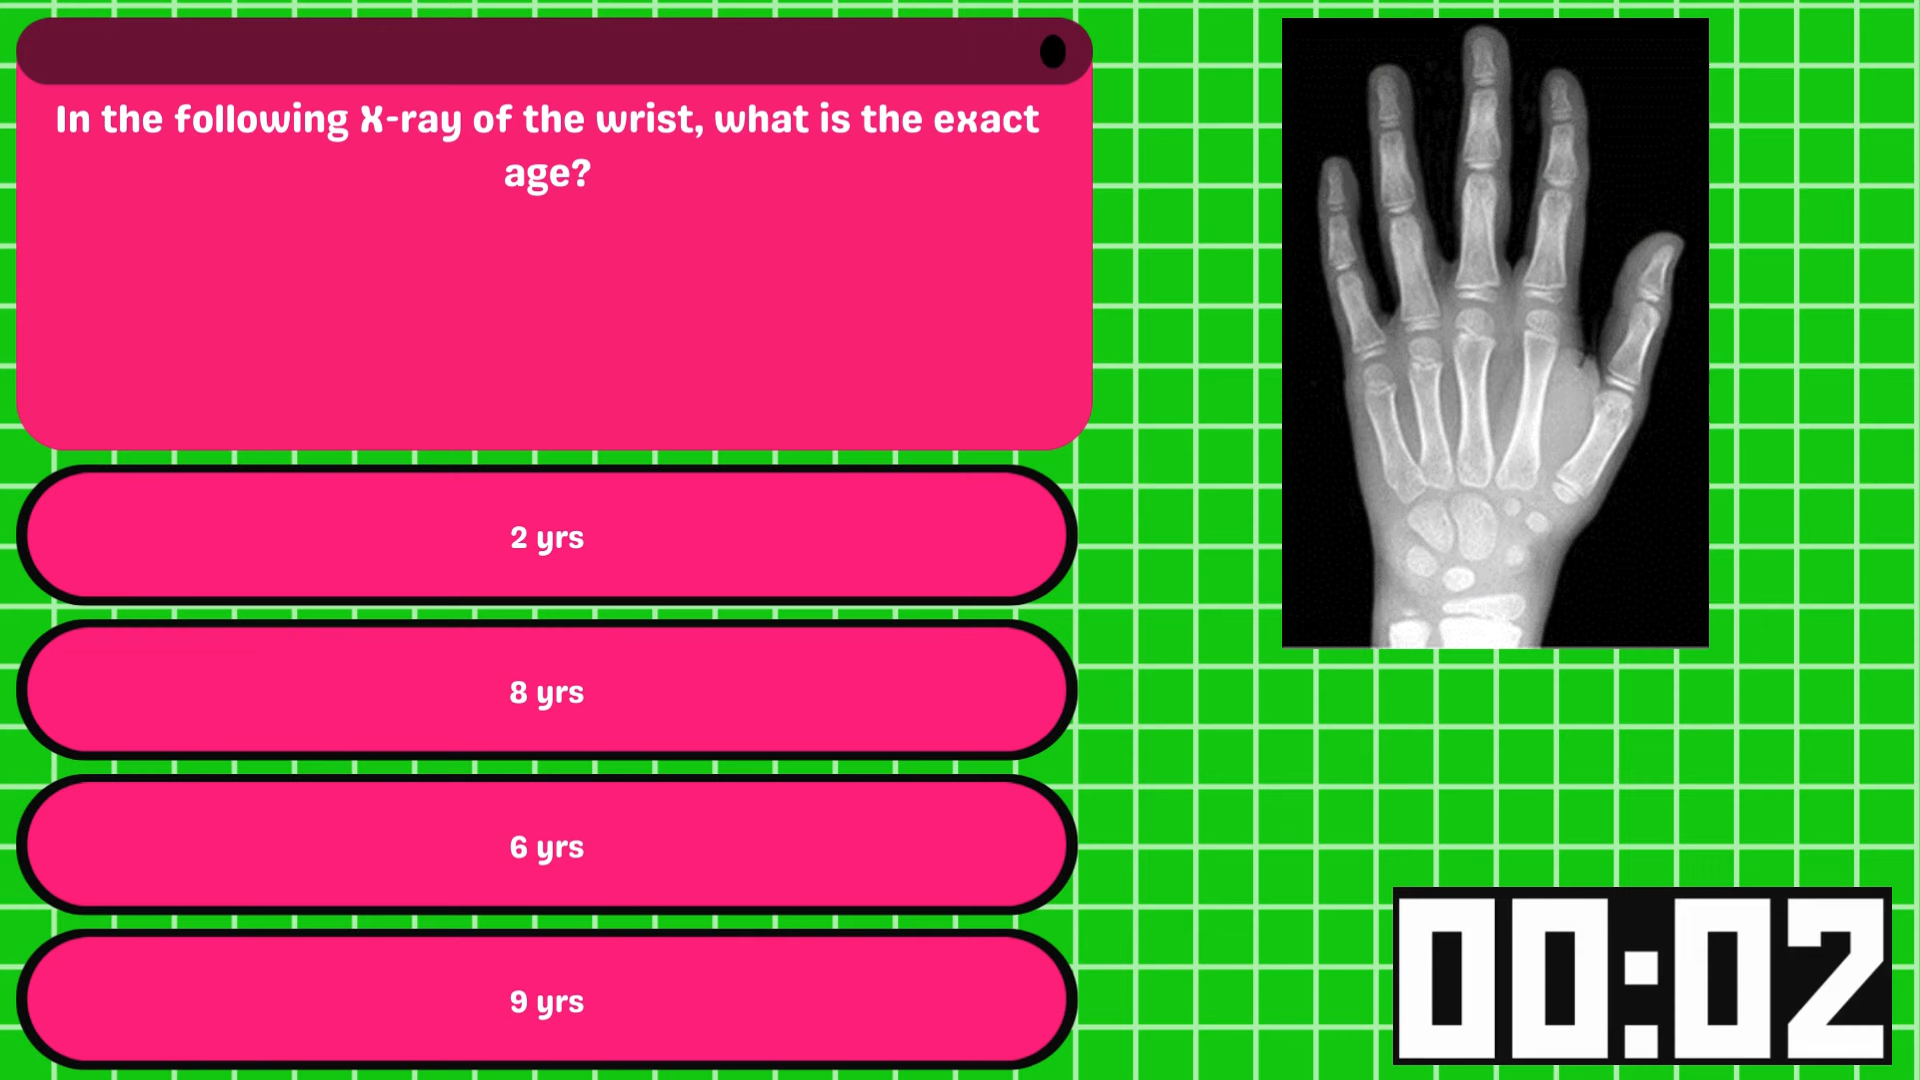 In the following X-ray of the wrist, what is the exact
age?
2 yrs
8 yrs
6 yrs
9 yrs
00:02